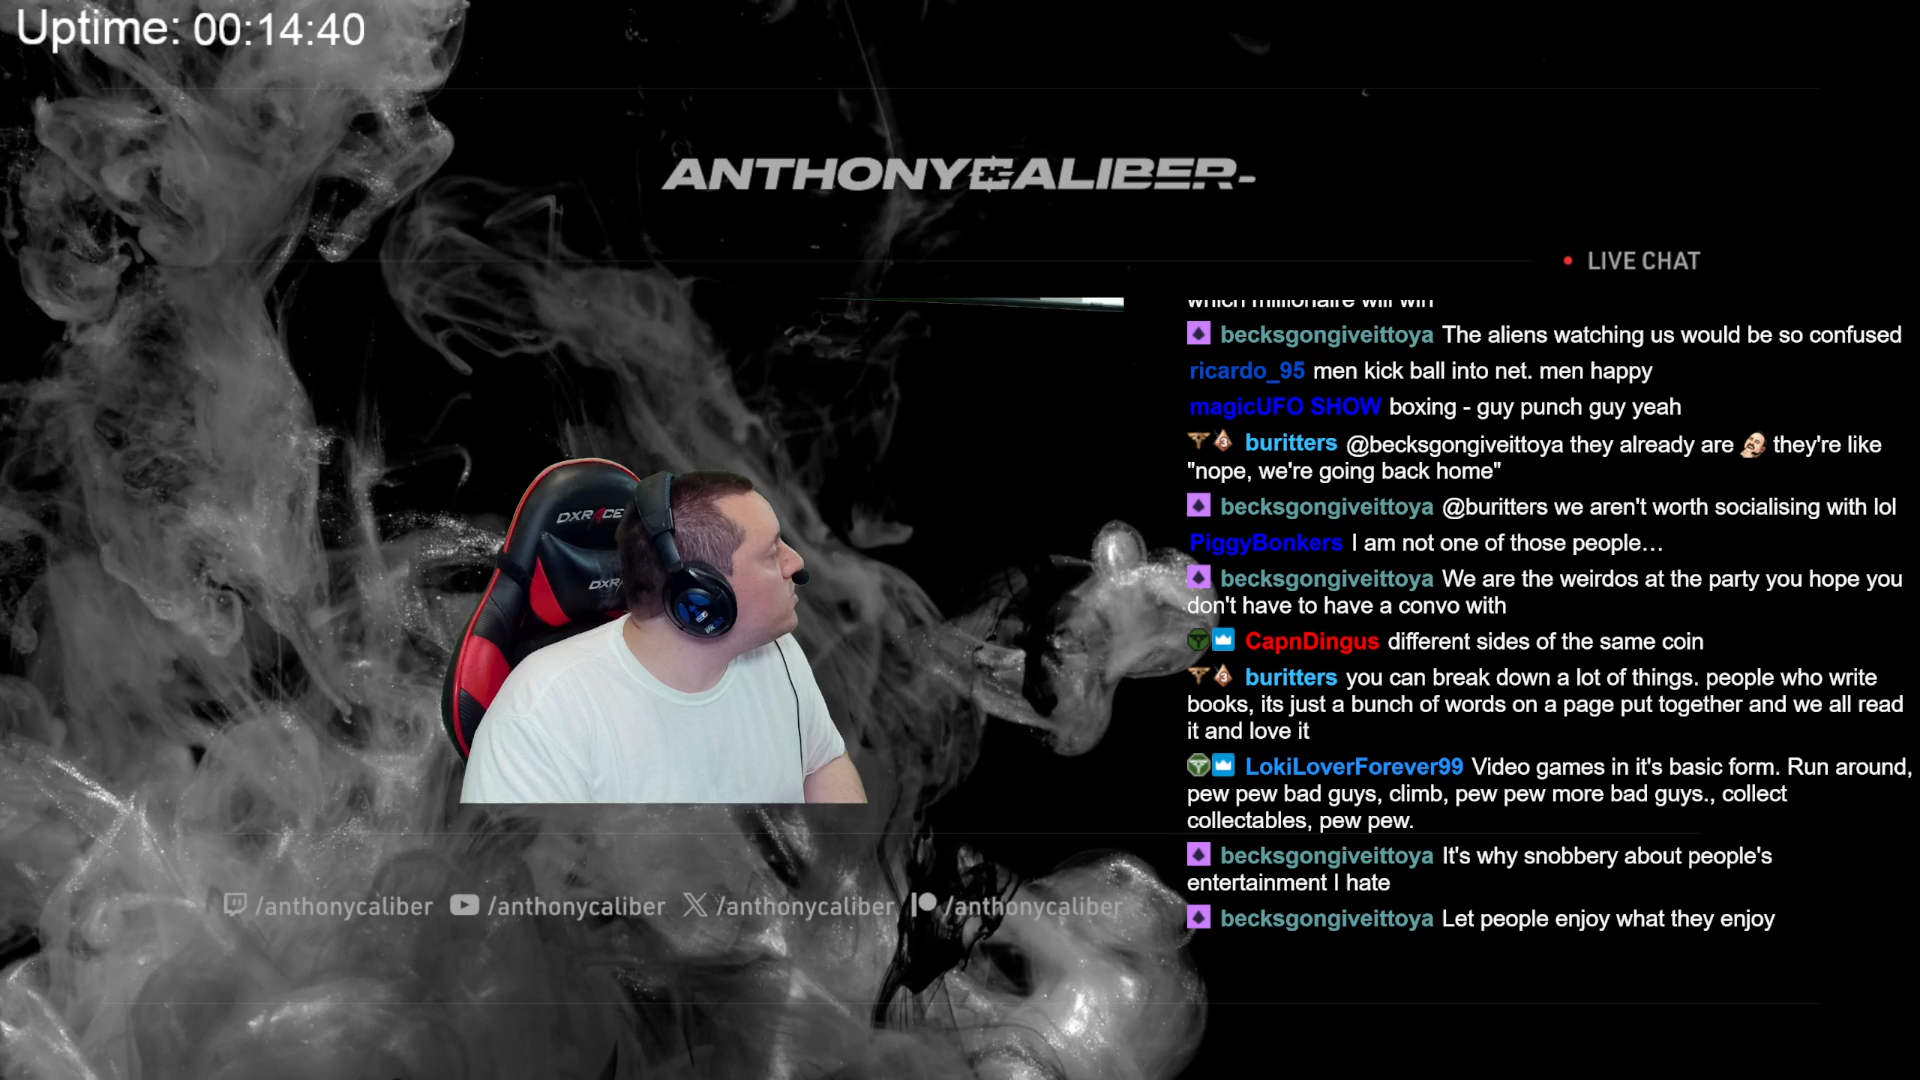 Uptime: 00:14:40
ANTHONYCALIBER-
LIVE CHAT
which millionaire will win
becksgongiveittoya The aliens watching us would be so confused
ricardo_95 men kick ball into net. men happy
magicUFO SHOW boxing - guy punch guy yeah
buritters @becksgongiveittoya they already are they're like
"nope, we're going back home"
becksgongiveittoya @buritters we aren't worth socialising with lol
PiggyBonkers I am not one of those people…
becksgongiveittoya We are the weirdos at the party you hope you
don't have to have a convo with
CapnDingus different sides of the same coin
buritters you can break down a lot of things. people who write
books, its just a bunch of words on a page put together and we all read
it and love it
LokiLoverForever99 Video games in it's basic form. Run around,
pew pew bad guys, climb, pew pew more bad guys., collect
collectables, pew pew.
becksgongiveittoya It's why snobbery about people's
entertainment I hate
becksgongiveittoya Let people enjoy what they enjoy
DXRACE
DXR
/anthonycaliber /anthonycaliber /anthonycaliber /anthonycaliber